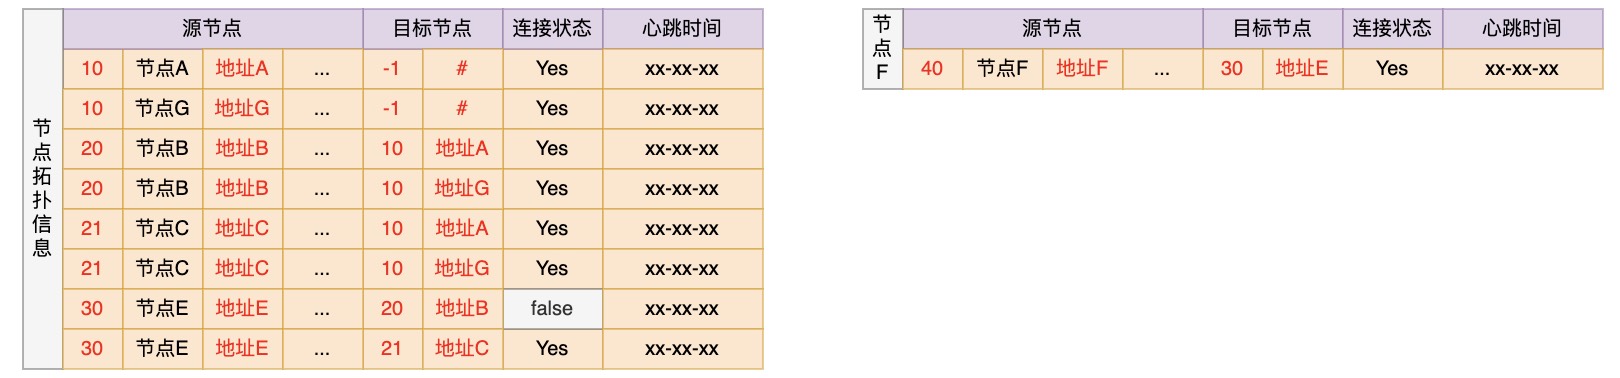 节点拓扑信息
源节点 目标节点 连接状态 心跳时间
10 节点A 地址A ... -1 # Yes xx-xx-xx
10 节点G 地址G ... -1 # Yes xx-xx-xx
20 节点B 地址B ... 10 地址A Yes xx-xx-xx
20 节点B 地址B ... 10 地址G Yes xx-xx-xx
21 节点C 地址C ... 10 地址A Yes xx-xx-xx
21 节点C 地址C ... 10 地址G Yes xx-xx-xx
30 节点E 地址E ... 20 地址B false xx-xx-xx
30 节点E 地址E ... 21 地址C Yes xx-xx-xx
节点F
源节点 目标节点 连接状态 心跳时间
40 节点F 地址F ... 30 地址E Yes xx-xx-xx